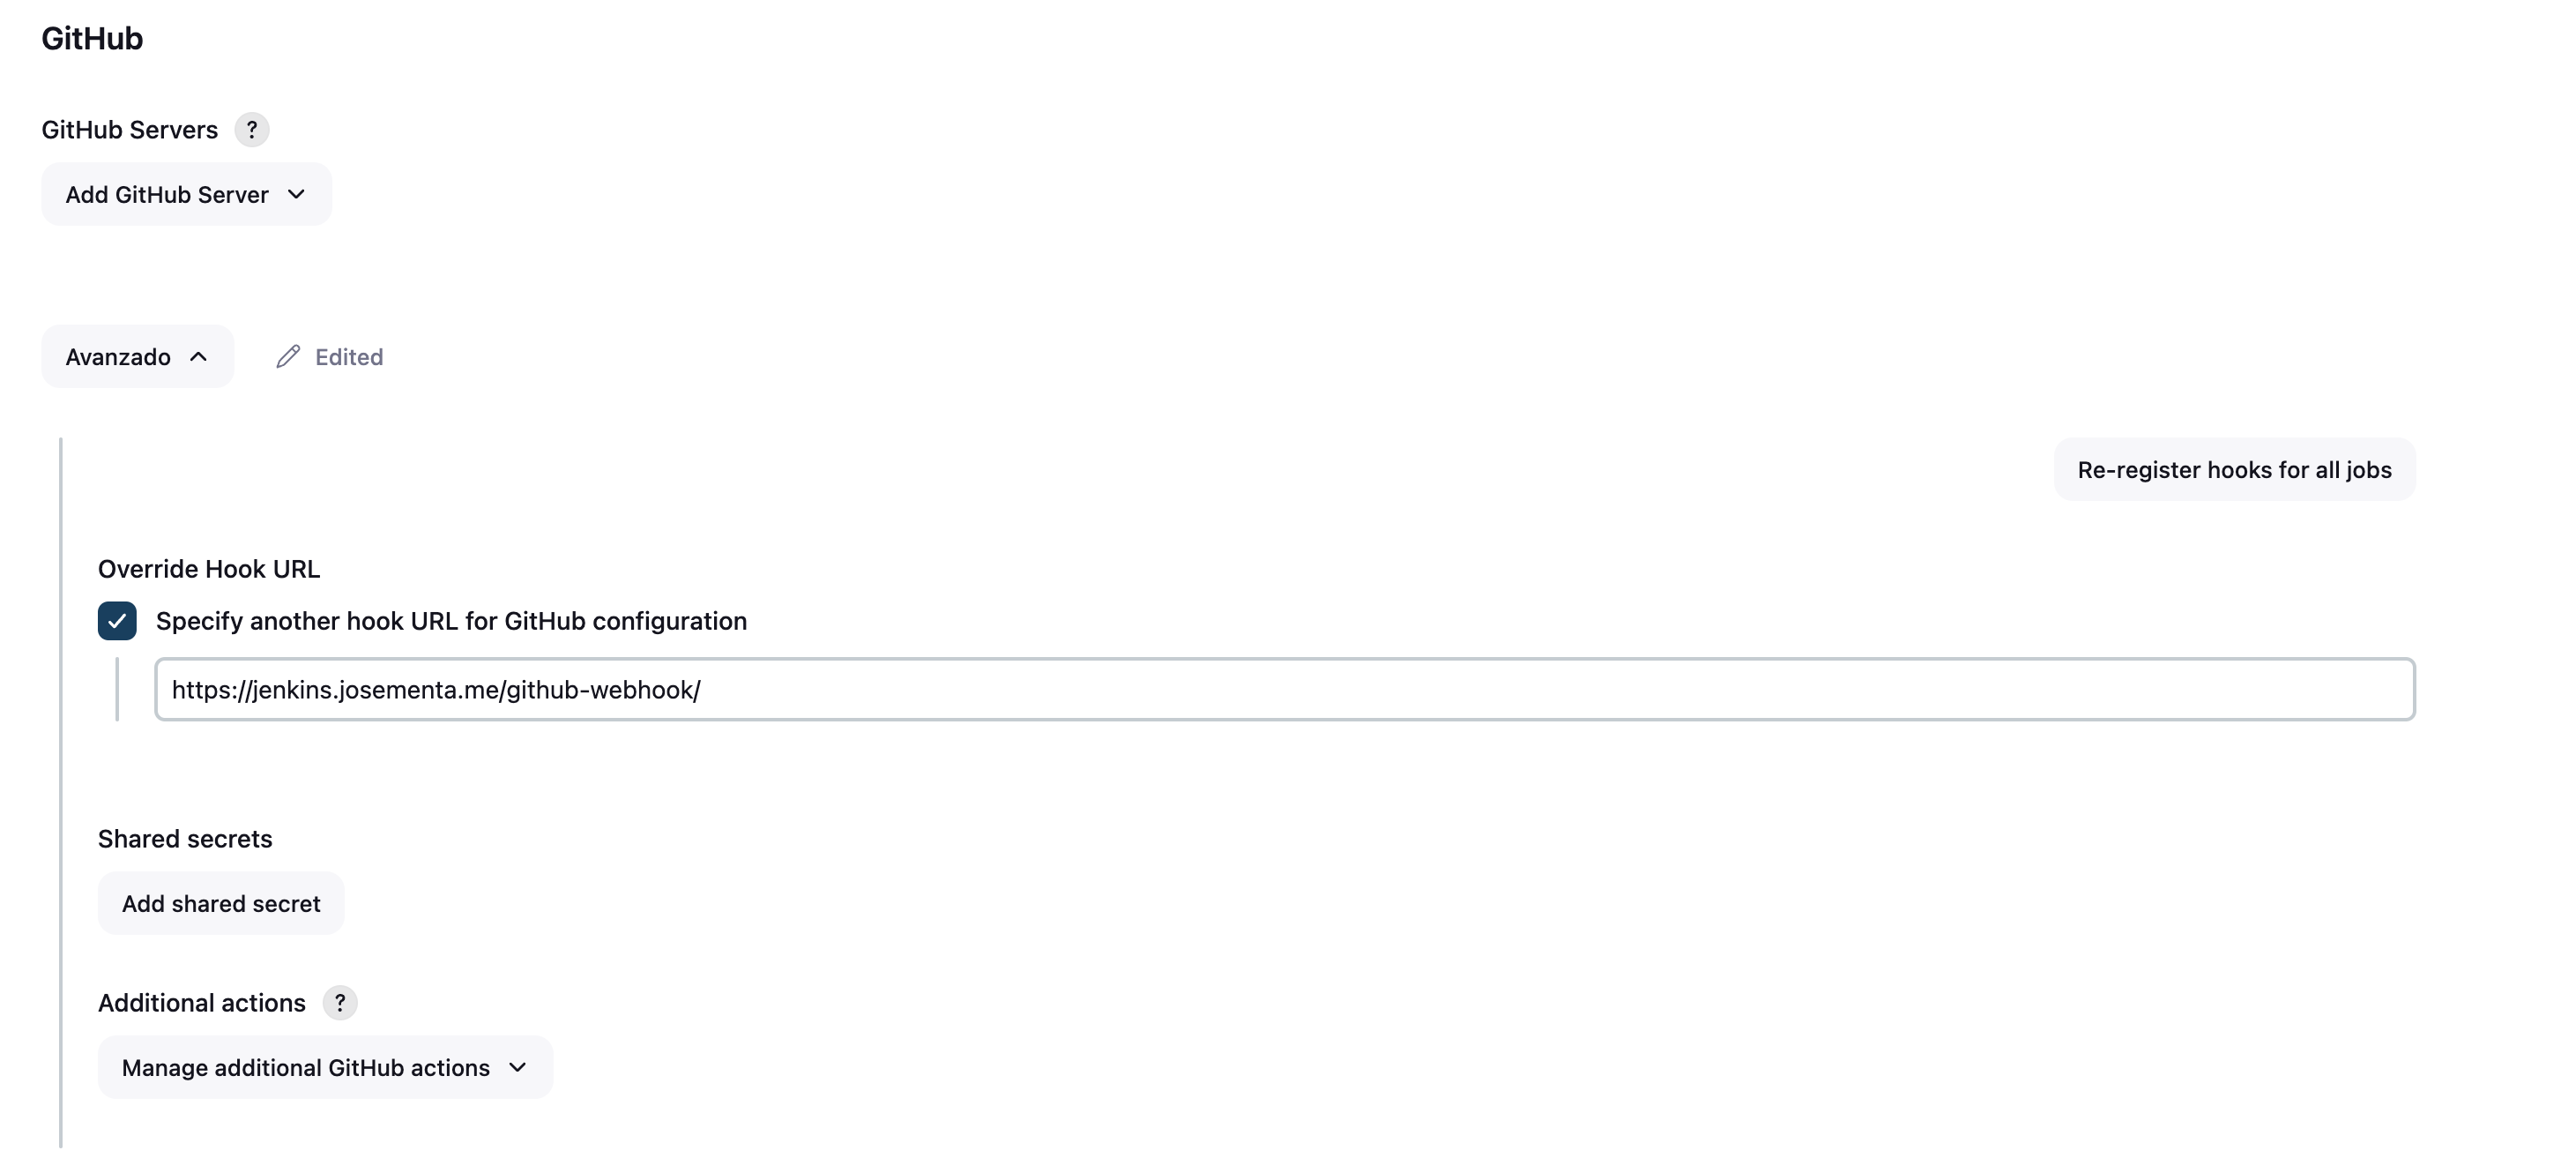 GitHub
GitHub Servers ?
Add GitHub Server
Avanzado
Edited
Re-register hooks for all jobs
Override Hook URL
Specify another hook URL for GitHub configuration
https://jenkins.josementa.me/github-webhook/
Shared secrets
Add shared secret
Additional actions ?
Manage additional GitHub actions